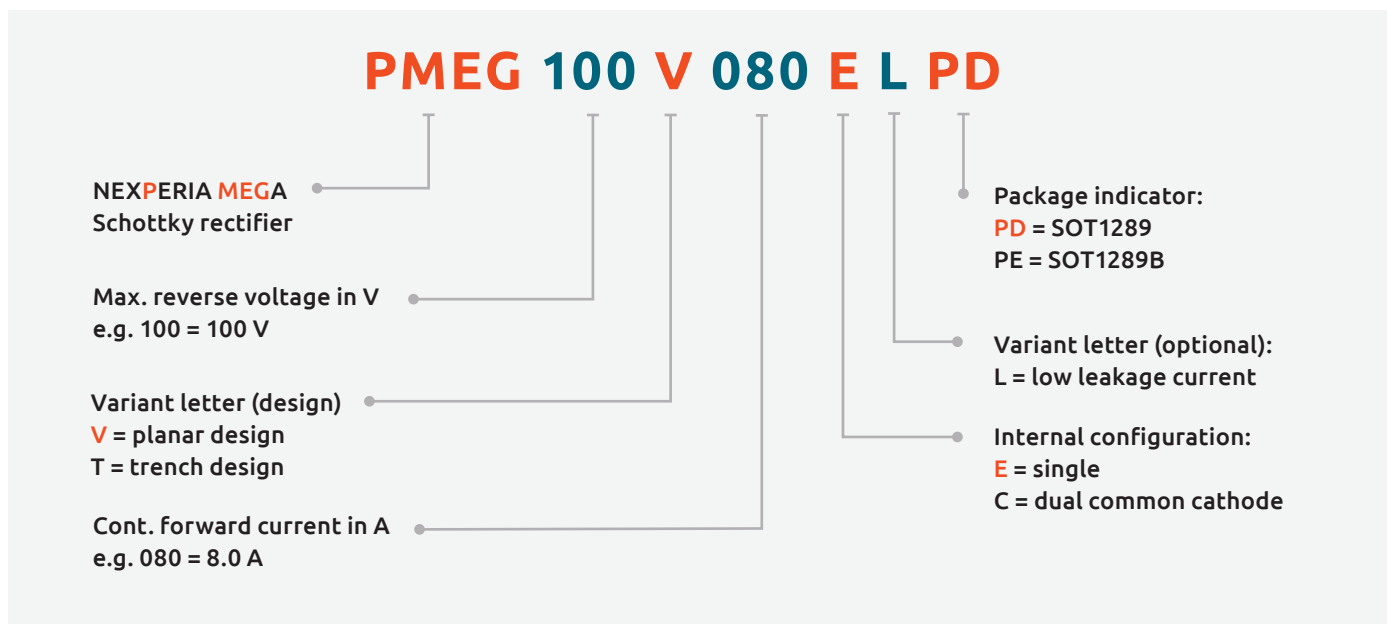 PMEG 100 V 080 E L PD
NEXPERIA MEGA
Schottky rectifier
Max. reverse voltage in V
e.g. 100 = 100 V
Variant letter (design)
V = planar design
T = trench design
Cont. forward current in A
e.g. 080 = 8.0 A
Package indicator:
PD = SOT1289
PE = SOT1289B
Variant letter (optional):
L = low leakage current
Internal configuration:
E = single
C = dual common cathode